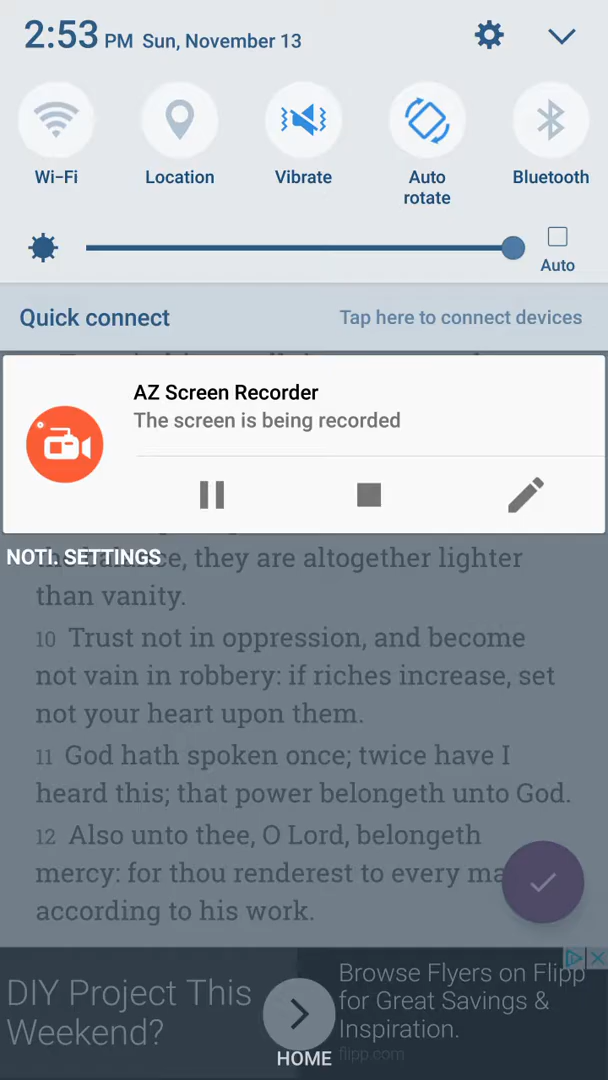 2:53 PM Sun, November 13
Wi-Fi
Location
Vibrate
Auto rotate
Bluetooth
Auto
Quick connect
Tap here to connect devices
AZ Screen Recorder
The screen is being recorded
NOTI. SETTINGS
the balance, they are altogether lighter
than vanity.
10 Trust not in oppression, and become
not vain in robbery: if riches increase, set
not your heart upon them.
11 God hath spoken once; twice have I
heard this; that power belongeth unto God.
12 Also unto thee, O Lord, belongeth
mercy: for thou renderest to every ma
according to his work.
DIY Project This
Weekend?
Browse Flyers on Flipp
for Great Savings &
Inspiration.
flipp.com
HOME